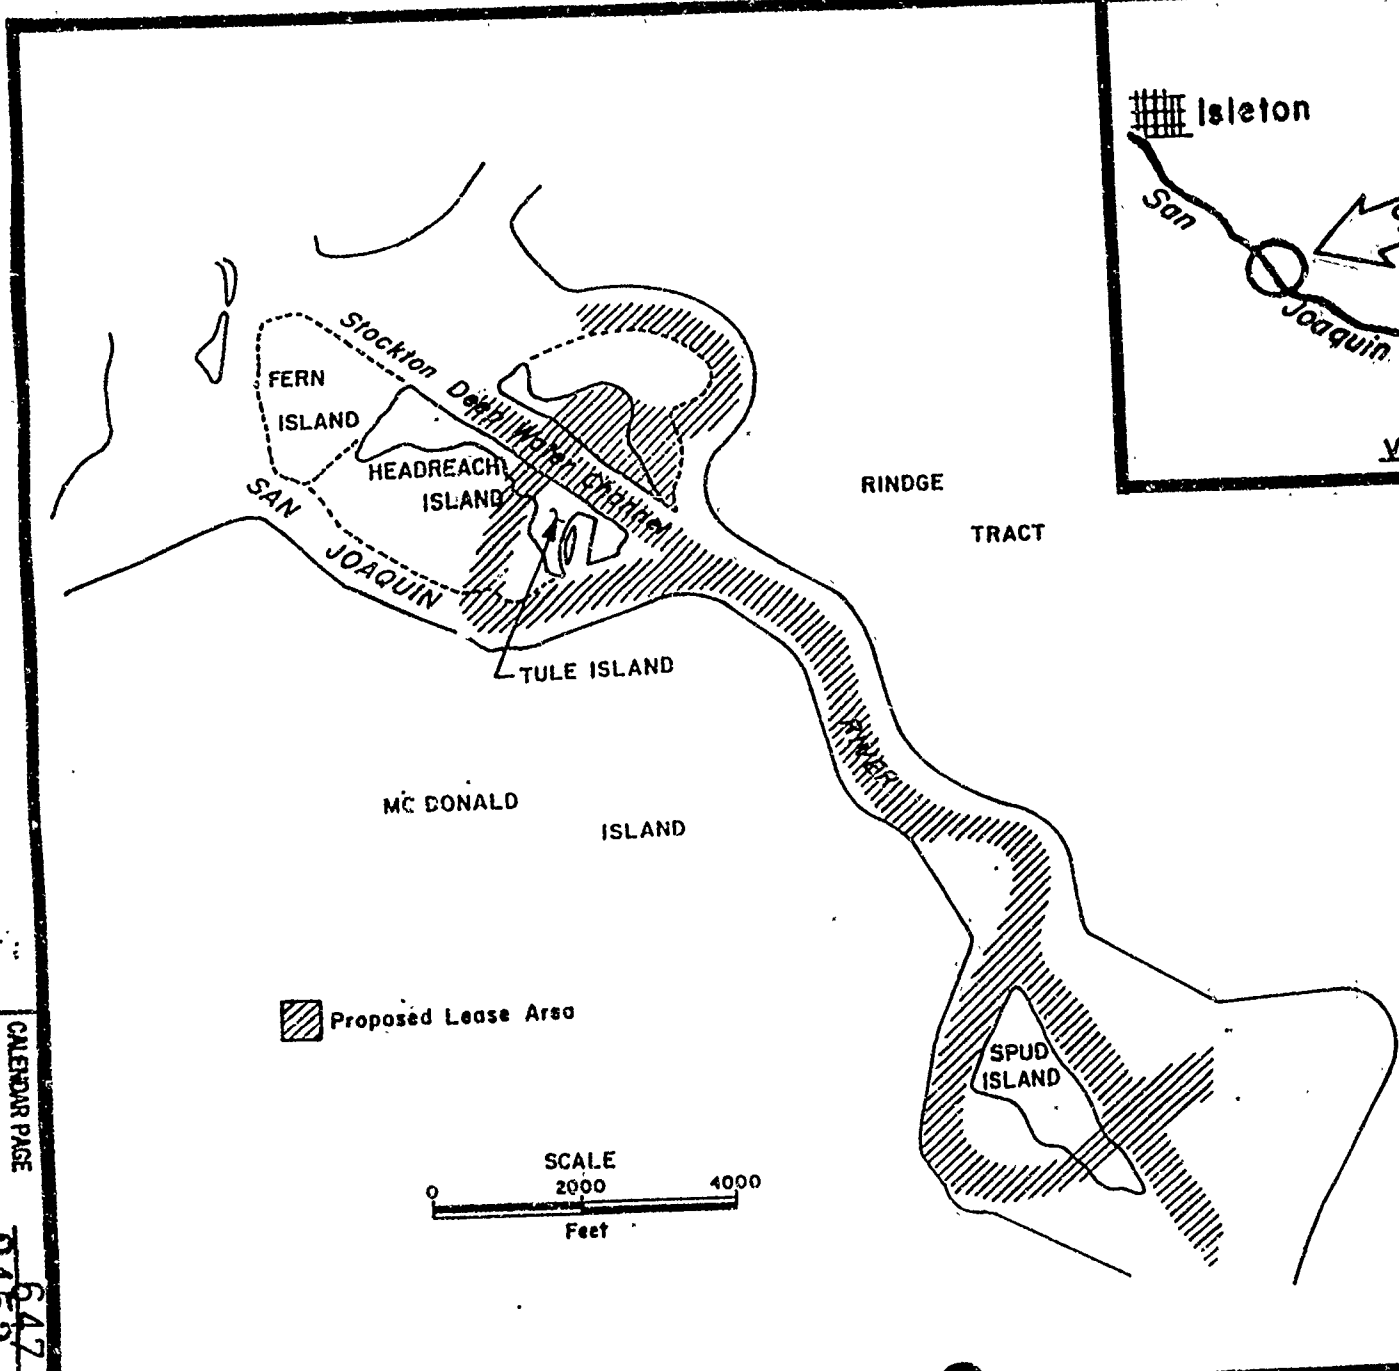 Isleton
San
Joaquin
Stockton Deep Water Channel
FERN
ISLAND
HEADREACH
ISLAND
SAN
JOAQUIN
RINDGE
TRACT
TULE ISLAND
RIVER
MC DONALD
ISLAND
Proposed Lease Area
SPUD
ISLAND
SCALE
0 2000 4000
Feet
CALENDAR PAGE
647